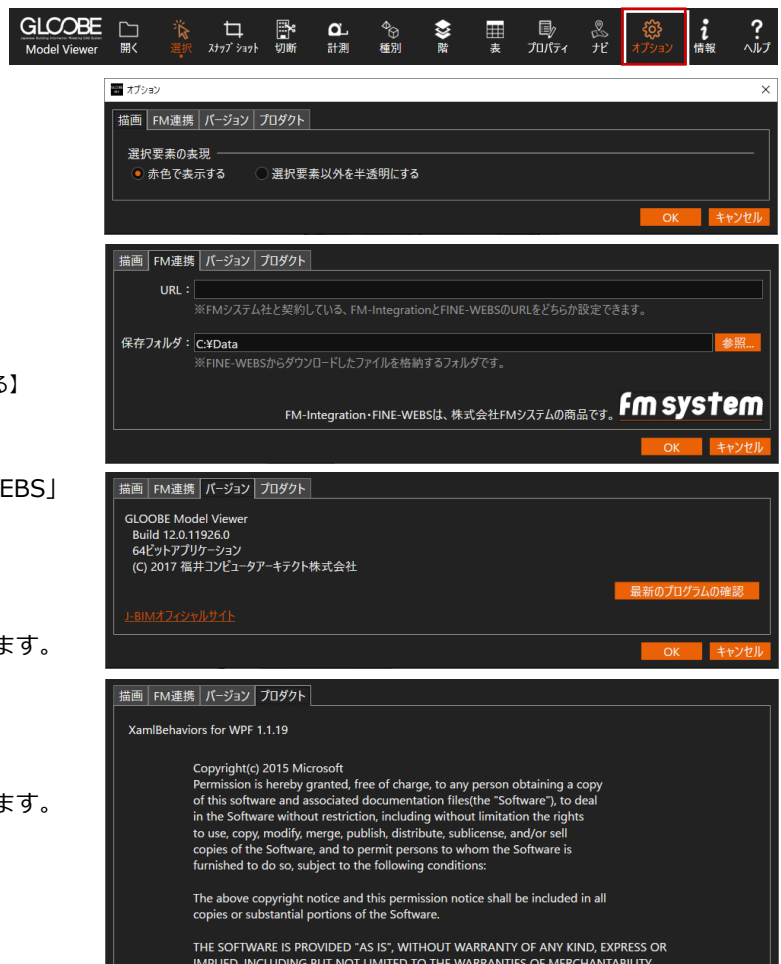 GLOOBE
Model Viewer
開く
選択
スナップ ショット
切断
計測
種別
階
表
プロパティ
ナビ
オプション
情報
ヘルプ
オプション
描画 FM連携 バージョン プロダクト
選択要素の表現
赤色で表示する 選択要素以外を半透明にする
OK キャンセル
描画 FM連携 バージョン プロダクト
URL：
※FMシステム社と契約している、FM-IntegrationとFINE-WEBSのURLをどちらか設定できます。
保存フォルダ： C:¥Data 参照...
※FINE-WEBSからダウンロードしたファイルを格納するフォルダです。
る】
FM-Integration・FINE-WEBSは、株式会社FMシステムの商品です。 fm system
OK キャンセル
EBS」
描画 FM連携 バージョン プロダクト
GLOOBE Model Viewer
Build 12.0.11926.0
64ビットアプリケーション
(C) 2017 福井コンピュータアーキテクト株式会社
最新のプログラムの確認
J-BIMオフィシャルサイト
ます。
OK キャンセル
描画 FM連携 バージョン プロダクト
XamlBehaviors for WPF 1.1.19
Copyright(c) 2015 Microsoft
Permission is hereby granted, free of charge, to any person obtaining a copy
of this software and associated documentation files(the "Software"), to deal
in the Software without restriction, including without limitation the rights
ます。
to use, copy, modify, merge, publish, distribute, sublicense, and/or sell
copies of the Software, and to permit persons to whom the Software is
furnished to do so, subject to the following conditions:
The above copyright notice and this permission notice shall be included in all
copies or substantial portions of the Software.
THE SOFTWARE IS PROVIDED "AS IS", WITHOUT WARRANTY OF ANY KIND, EXPRESS OR
IMPLIED, INCLUDING BUT NOT LIMITED TO THE WARRANTIES OF MERCHANTABILITY,